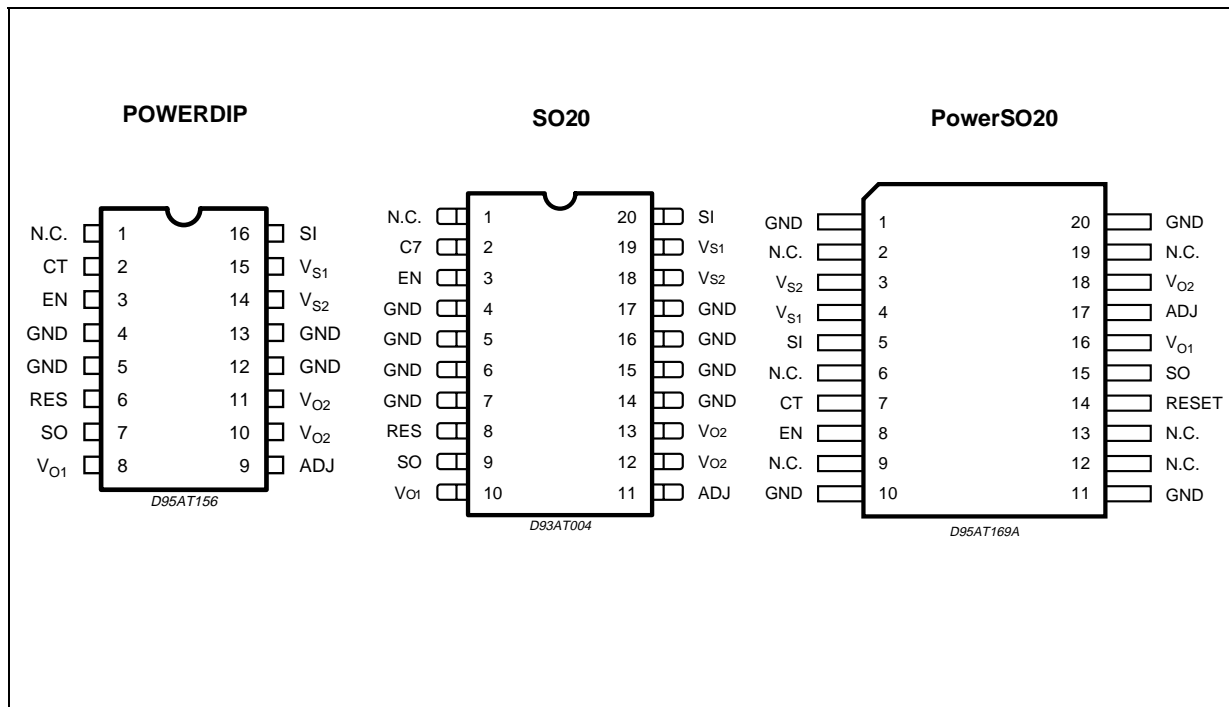 POWERDIP
N.C. 1 16 SI
CT 2 15 VS1
EN 3 14 VS2
GND 4 13 GND
GND 5 12 GND
RES 6 11 VO2
SO 7 10 VO2
VO1 8 9 ADJ
D95AT156
SO20
N.C. 1 20 SI
C7 2 19 VS1
EN 3 18 VS2
GND 4 17 GND
GND 5 16 GND
GND 6 15 GND
GND 7 14 GND
RES 8 13 VO2
SO 9 12 VO2
VO1 10 11 ADJ
D93AT004
PowerSO20
GND 1 20 GND
N.C. 2 19 N.C.
VS2 3 18 VO2
VS1 4 17 ADJ
SI 5 16 VO1
N.C. 6 15 SO
CT 7 14 RESET
EN 8 13 N.C.
N.C. 9 12 N.C.
GND 10 11 GND
D95AT169A